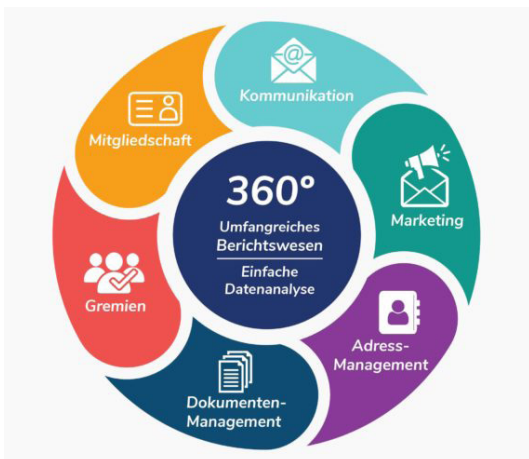 Kommunikation
Marketing
Adress-
Management
Dokumenten-
Management
Gremien
Mitgliedschaft
360°
Umfangreiches
Berichtswesen
Einfache
Datenanalyse